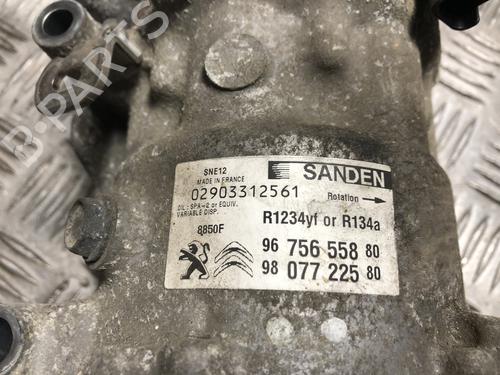 B-PARTS
SNE12
MADE IN FRANCE
SANDEN
02903312561
Rotation
OIL : SPA-2 or EQUIV.
VARIABLE DISP.
R1234yf or R134a
8850F
96 756 558 80
98 077 225 80